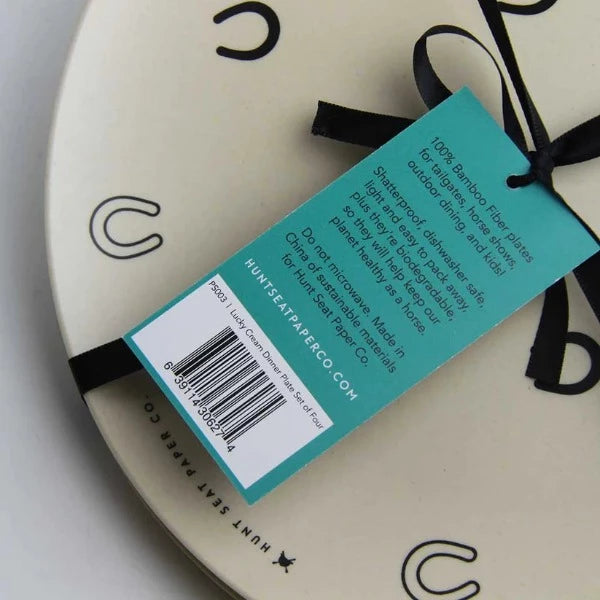 100% Bamboo Fiber plates
for tailgates, horse shows,
outdoor dining, and kids!
Shatterproof, dishwasher safe,
light and easy to pack away,
plus they're biodegradable,
so they will help keep our
planet healthy as a horse.
Do not microwave. Made in
China of sustainable materials
for Hunt Seat Paper Co.
HUNTSEATPAPERCO.COM
PS003 | Lucky Cream Dinner Plate Set of Four
6 39114 30627 4
HUNT SEAT PAPER CO.